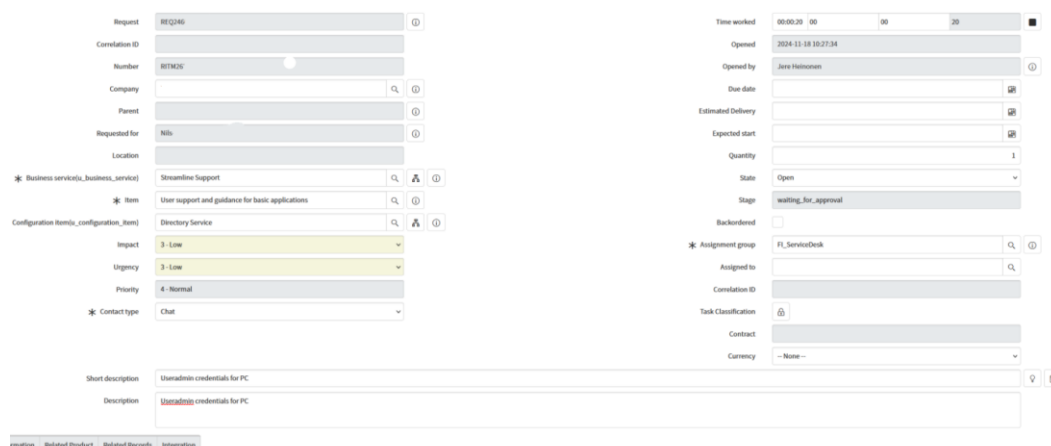 Request REQ246
Correlation ID
Number RITM26
Company
Parent
Requested for Nils
Location
✱ Business service(u_business_service) Streamline Support
✱ Item User support and guidance for basic applications
Configuration item(u_configuration_item) Directory Service
Impact 3 - Low
Urgency 3 - Low
Priority 4 - Normal
✱ Contact type Chat
Time worked 00:00:20 00 00 20
Opened 2024-11-18 10:27:34
Opened by Jere Heinonen
Due date
Estimated Delivery
Expected start
Quantity 1
State Open
Stage waiting_for_approval
Backordered
✱ Assignment group FI_ServiceDesk
Assigned to
Correlation ID
Task Classification
Contract
Currency -- None --
Short description Useradmin credentials for PC
Description Useradmin credentials for PC
Related Product Related Records Integration